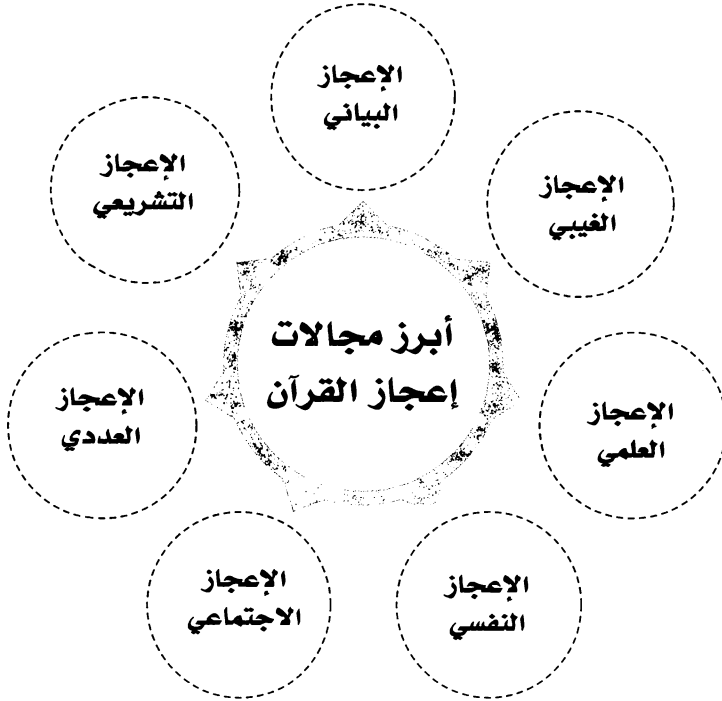 أبرز مجالات
إعجاز القرآن
الإعجاز
البياني
الإعجاز
الغيبي
الإعجاز
العلمي
الإعجاز
النفسي
الإعجاز
الاجتماعي
الإعجاز
العددي
الإعجاز
التشريعي